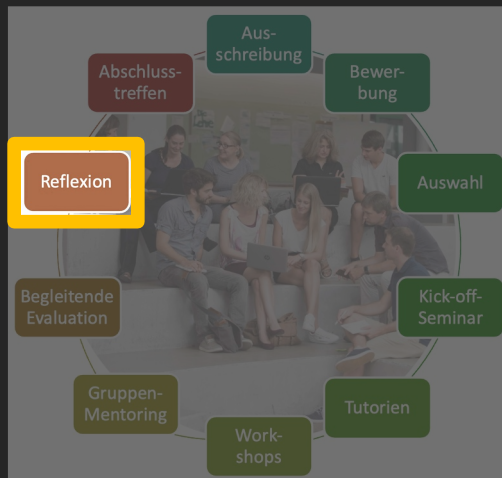 Aus-
schreibung
Bewer-
bung
Auswahl
Kick-off-
Seminar
Tutorien
Work-
shops
Gruppen-
Mentoring
Begleitende
Evaluation
Reflexion
Abschluss-
treffen